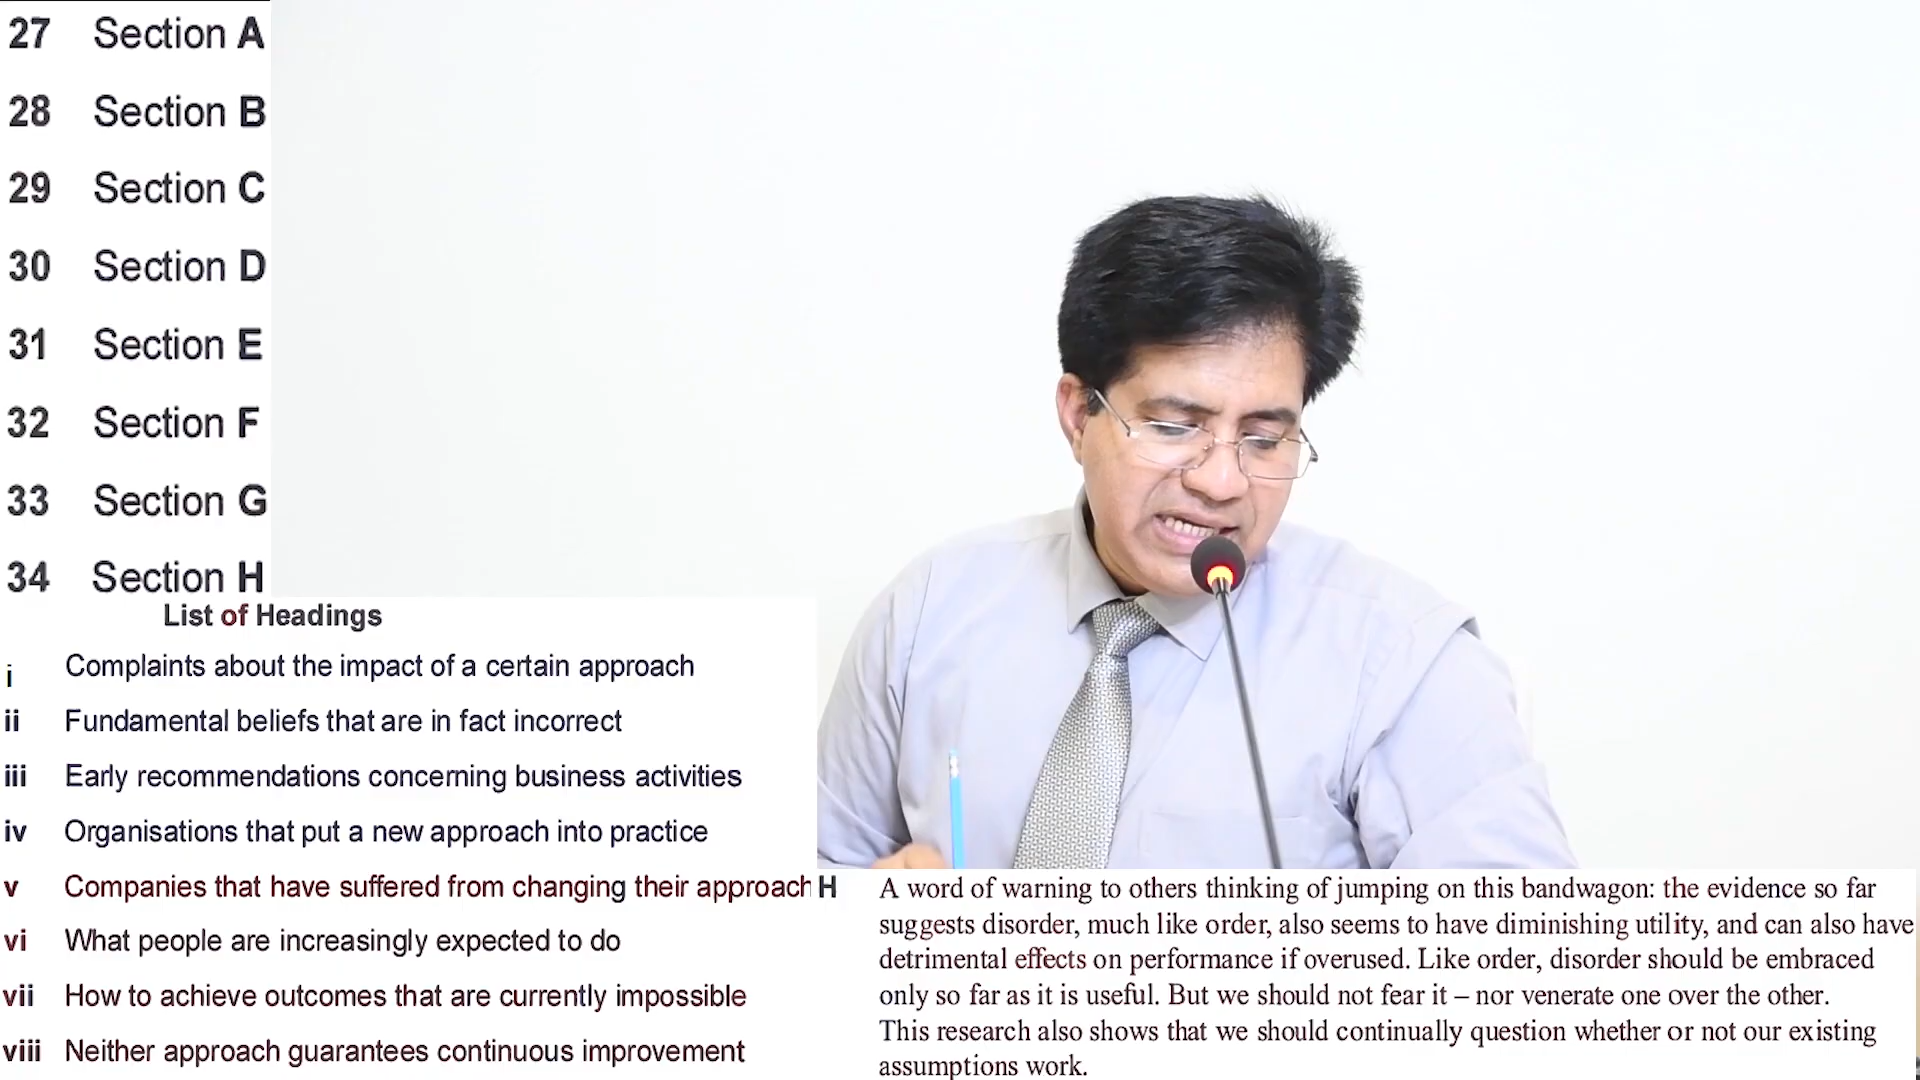 27 Section A
28 Section B
29 Section C
30 Section D
31 Section E
32 Section F
33 Section G
34 Section H
List of Headings
i Complaints about the impact of a certain approach
ii Fundamental beliefs that are in fact incorrect
iii Early recommendations concerning business activities
iv Organisations that put a new approach into practice
v Companies that have suffered from changing their approach
vi What people are increasingly expected to do
vii How to achieve outcomes that are currently impossible
viii Neither approach guarantees continuous improvement
H A word of warning to others thinking of jumping on this bandwagon: the evidence so far
suggests disorder, much like order, also seems to have diminishing utility, and can also have
detrimental effects on performance if overused. Like order, disorder should be embraced
only so far as it is useful. But we should not fear it – nor venerate one over the other.
This research also shows that we should continually question whether or not our existing
assumptions work.